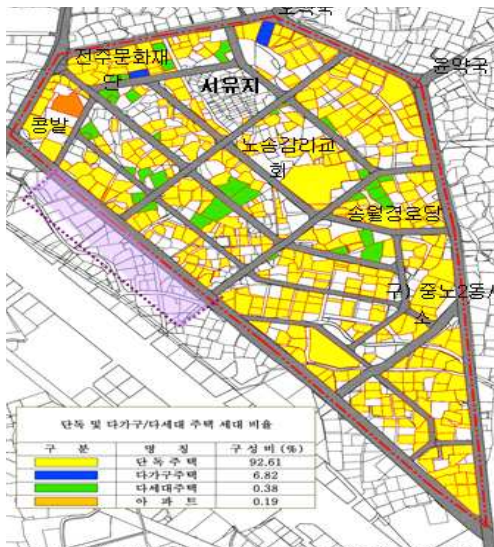 전주문화재
단
서유지
윤약국
콩밭
노송감리교
회
송월경로당
구) 중노2동사
소
단독 및 다가구/다세대 주택 세대 비율
구 분 명 칭 구성비 (%)
단독주택 92.61
다가구주택 6.82
다세대주택 0.38
아 파 트 0.19